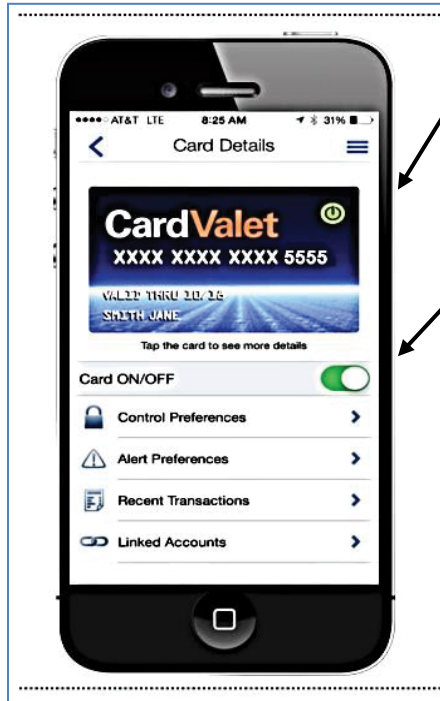 AT&T LTE 8:25 AM 31%
Card Details
CardValet
XXXX XXXX XXXX 5555
VALID THRU 10/16
SMITH JANE
Tap the card to see more details
Card ON/OFF
Control Preferences
Alert Preferences
Recent Transactions
Linked Accounts